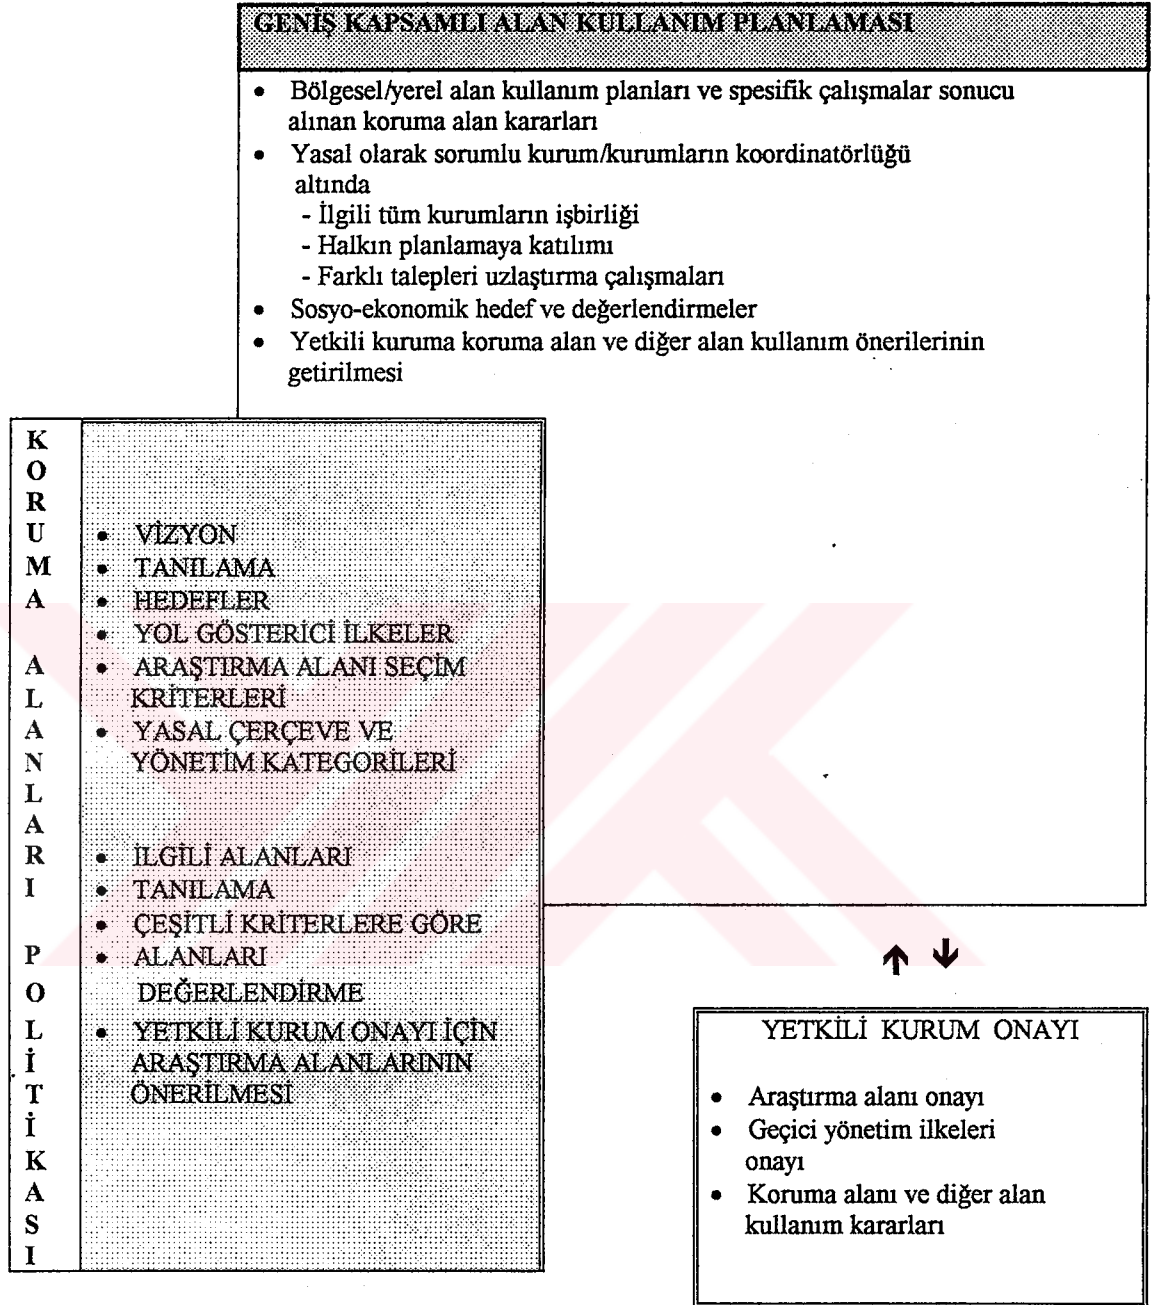 GENİŞ KAPSAMLI ALAN KULLANIM PLANLAMASI
• Bölgesel/yerel alan kullanım planları ve spesifik çalışmalar sonucu
alınan koruma alan kararları
• Yasal olarak sorumlu kurum/kurumların koordinatörlüğü
altında
- İlgili tüm kurumların işbirliği
- Halkın planlamaya katılımı
- Farklı talepleri uzlaştırma çalışmaları
• Sosyo-ekonomik hedef ve değerlendirmeler
• Yetkili kuruma koruma alan ve diğer alan kullanım önerilerinin
getirilmesi
KORUMA ALANLARI POLİTİKASI
• VİZYON
• TANILAMA
• HEDEFLER
• YOL GÖSTERİCİ İLKELER
• ARAŞTIRMA ALANI SEÇİM
KRİTERLERİ
• YASAL ÇERÇEVE VE
YÖNETİM KATEGORİLERİ
• İLGİLİ ALANLARI
• TANILAMA
• ÇEŞİTLİ KRİTERLERE GÖRE
• ALANLARI
DEĞERLENDİRME
• YETKİLİ KURUM ONAYI İÇİN
ARAŞTIRMA ALANLARININ
ÖNERİLMESİ
YETKİLİ KURUM ONAYI
• Araştırma alanı onayı
• Geçici yönetim ilkeleri
onayı
• Koruma alanı ve diğer alan
kullanım kararları